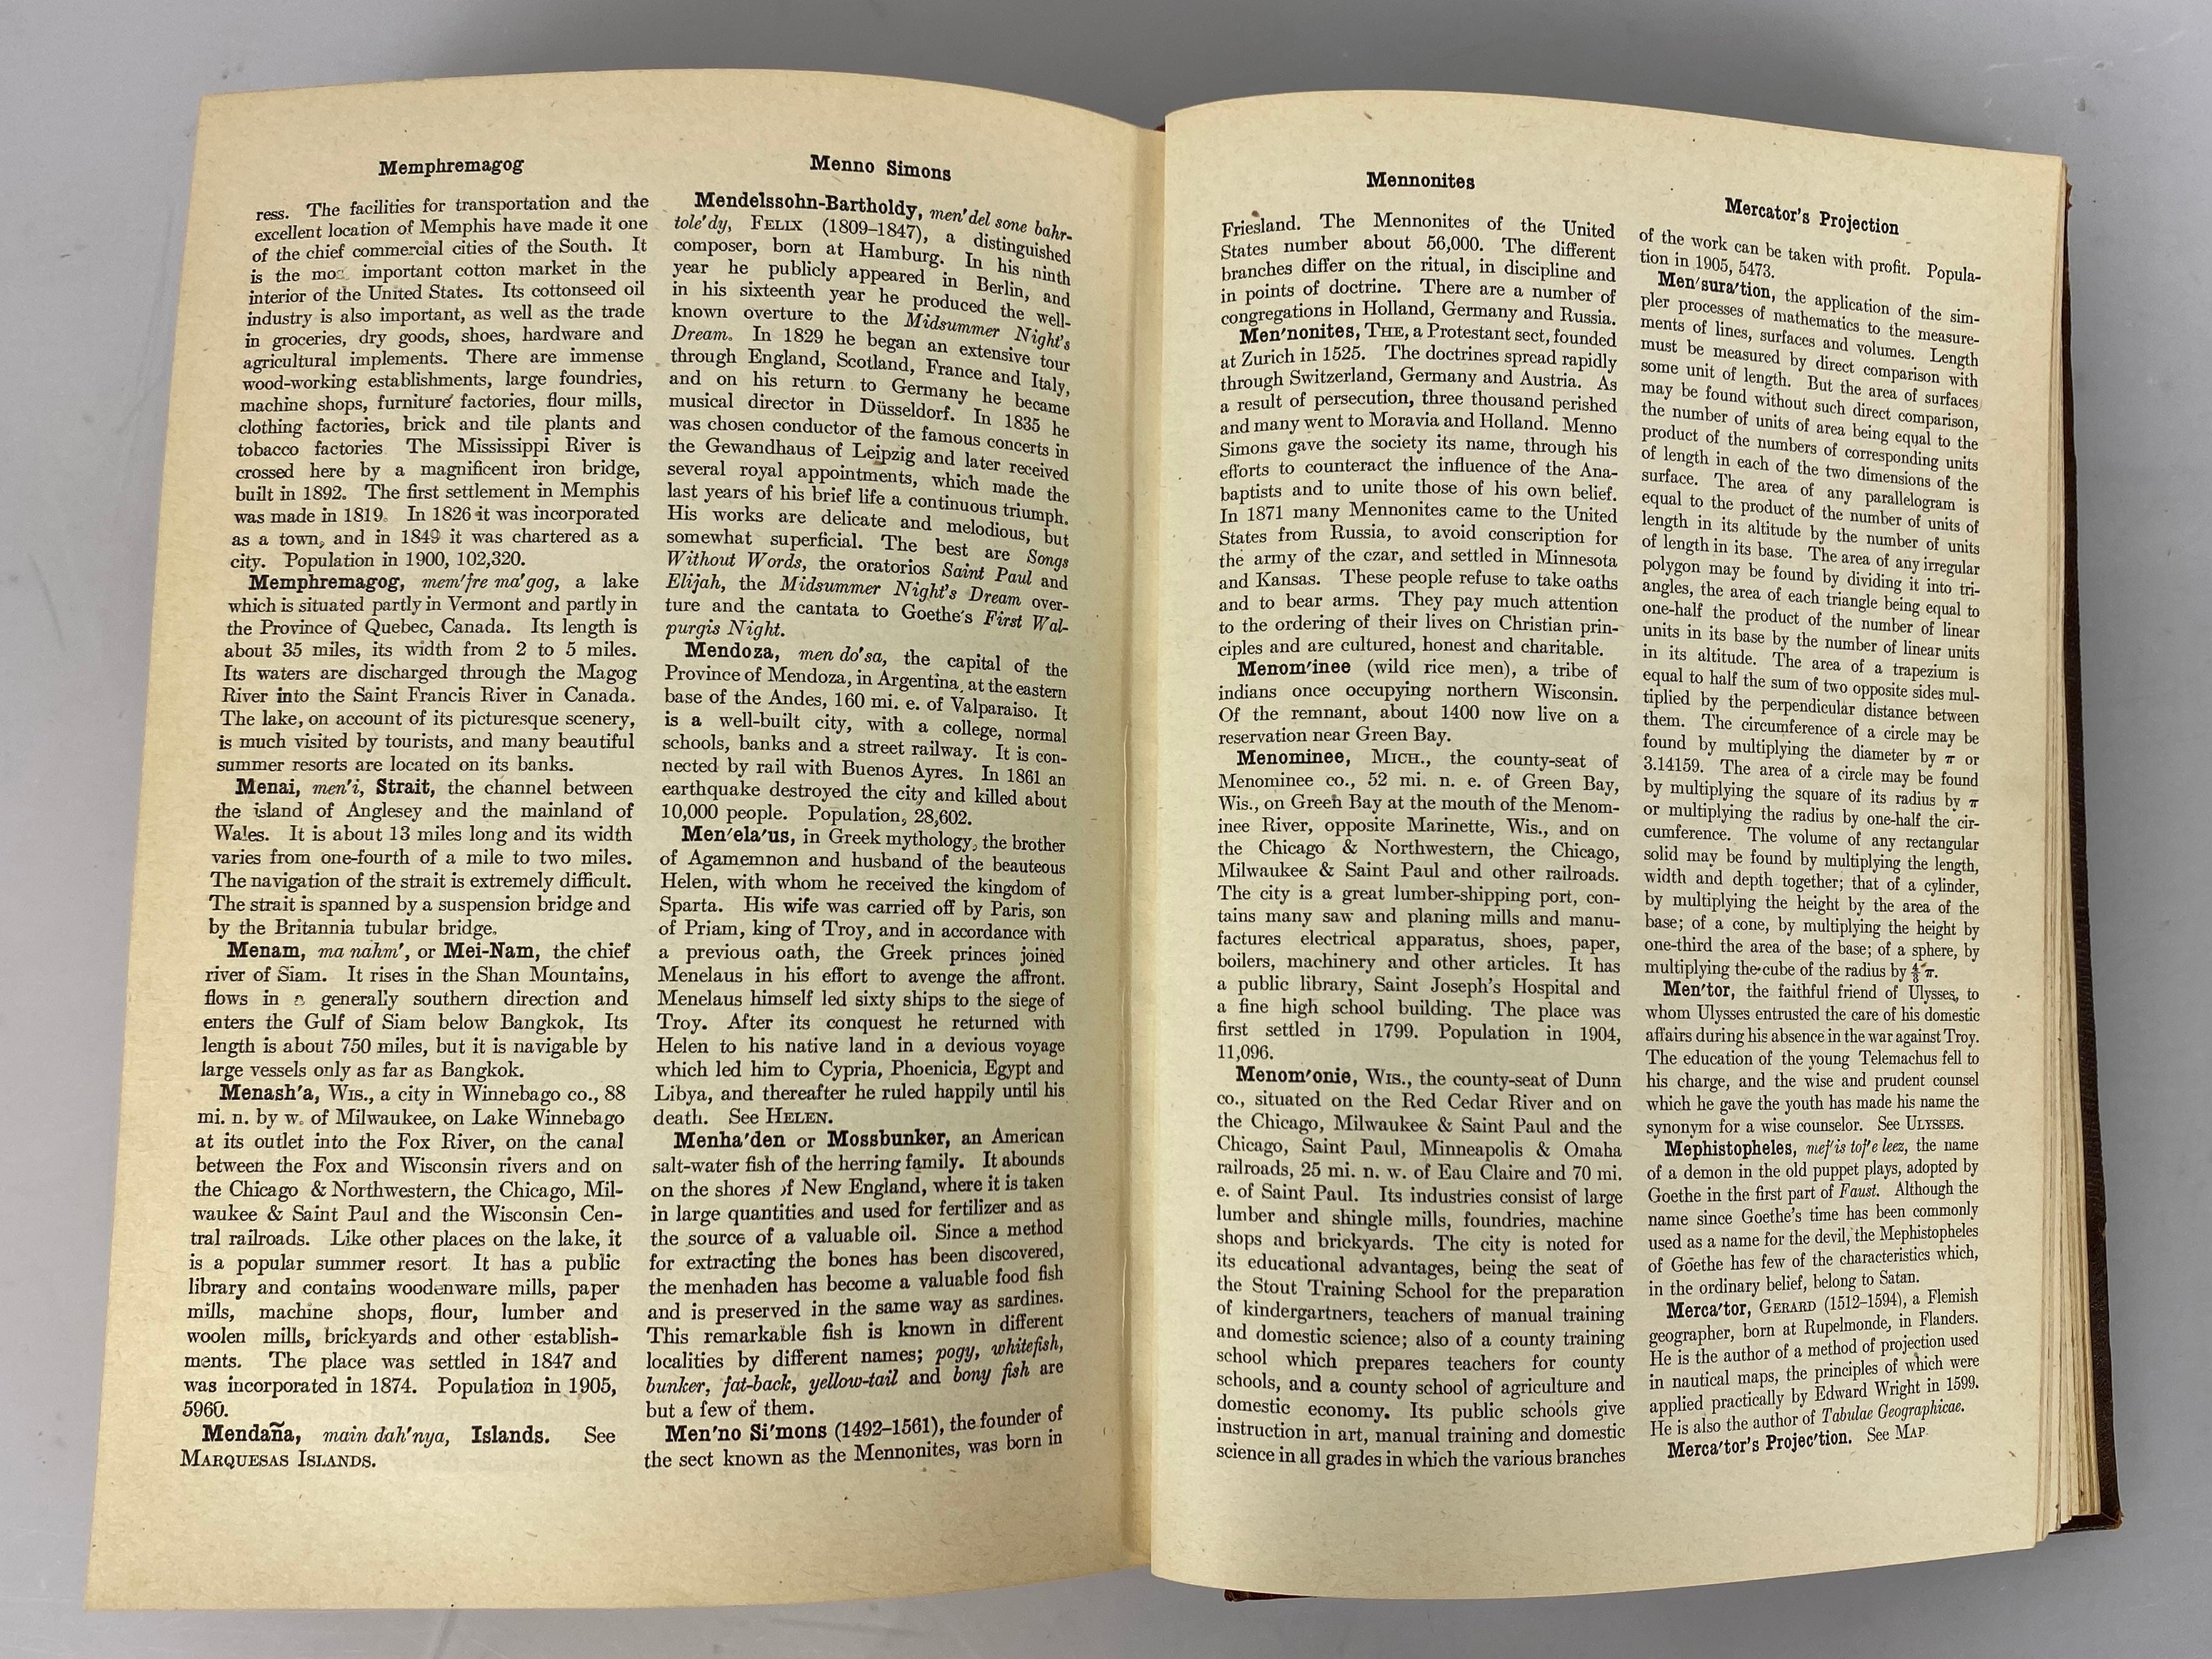 Memphremagog
ress. The facilities for transportation and the
excellent location of Memphis have made it one
of the chief commercial cities of the South. It
is the mos important cotton market in the
interior of the United States. Its cottonseed oil
industry is also important, as well as the trade
in groceries, dry goods, shoes, hardware and
agricultural implements. There are immense
wood-working establishments, large foundries,
machine shops, furniture factories, flour mills,
clothing factories, brick and tile plants and
tobacco factories The Mississippi River is
crossed here by a magnificent iron bridge,
built in 1892. The first settlement in Memphis
was made in 1819. In 1826 it was incorporated
as a town, and in 1849 it was chartered as a
city. Population in 1900, 102,320.
Memphremagog, mem'fre ma'gog, a lake
which is situated partly in Vermont and partly in
the Province of Quebec, Canada. Its length is
about 35 miles, its width from 2 to 5 miles.
Its waters are discharged through the Magog
River into the Saint Francis River in Canada.
The lake, on account of its picturesque scenery,
is much visited by tourists, and many beautiful
summer resorts are located on its banks.
Menai, men'i, Strait, the channel between
the island of Anglesey and the mainland of
Wales. It is about 13 miles long and its width
varies from one-fourth of a mile to two miles.
The navigation of the strait is extremely difficult.
The strait is spanned by a suspension bridge and
by the Britannia tubular bridge.
Menam, ma nahm', or Mei-Nam, the chief
river of Siam. It rises in the Shan Mountains,
flows in a generally southern direction and
enters the Gulf of Siam below Bangkok. Its
length is about 750 miles, but it is navigable by
large vessels only as far as Bangkok.
Menash'a, WIS., a city in Winnebago co., 88
mi. n. by w. of Milwaukee, on Lake Winnebago
at its outlet into the Fox River, on the canal
between the Fox and Wisconsin rivers and on
the Chicago & Northwestern, the Chicago, Mil-
waukee & Saint Paul and the Wisconsin Cen-
tral railroads. Like other places on the lake, it
is a popular summer resort. It has a public
library and contains woodenware mills, paper
mills, machine shops, flour, lumber and
woolen mills, brickyards and other establish-
ments. The place was settled in 1847 and
was incorporated in 1874. Population in 1905,
5960.
Mendaña, main dah'nya, Islands. See
MARQUESAS ISLANDS.
Menno Simons
Mendelssohn-Bartholdy, men'del sone bahr-
tole'dy, FELIX (1809–1847), a distinguished
composer, born at Hamburg. In his ninth
year he publicly appeared in Berlin, and
in his sixteenth year he produced the well-
known overture to the Midsummer Night's
Dream. In 1829 he began an extensive tour
through England, Scotland, France and Italy,
and on his return to Germany he became
musical director in Düsseldorf. In 1835 he
was chosen conductor of the famous concerts in
the Gewandhaus of Leipzig and later received
several royal appointments, which made the
last years of his brief life a continuous triumph.
His works are delicate and melodious, but
somewhat superficial. The best are Songs
Without Words, the oratorios Saint Paul and
Elijah, the Midsummer Night's Dream over-
ture and the cantata to Goethe's First Wal-
purgis Night.
Mendoza, men do'sa, the capital of the
Province of Mendoza, in Argentina, at the eastern
base of the Andes, 160 mi. e. of Valparaiso. It
is a well-built city, with a college, normal
schools, banks and a street railway. It is con-
nected by rail with Buenos Ayres. In 1861 an
earthquake destroyed the city and killed about
10,000 people. Population, 28,602.
Men'ela'us, in Greek mythology, the brother
of Agamemnon and husband of the beauteous
Helen, with whom he received the kingdom of
Sparta. His wife was carried off by Paris, son
of Priam, king of Troy, and in accordance with
a previous oath, the Greek princes joined
Menelaus in his effort to avenge the affront.
Menelaus himself led sixty ships to the siege of
Troy. After its conquest he returned with
Helen to his native land in a devious voyage
which led him to Cypria, Phoenicia, Egypt and
Libya, and thereafter he ruled happily until his
death. See HELEN.
Menha'den or Mossbunker, an American
salt-water fish of the herring family. It abounds
on the shores of New England, where it is taken
in large quantities and used for fertilizer and as
the source of a valuable oil. Since a method
for extracting the bones has been discovered,
the menhaden has become a valuable food fish
and is preserved in the same way as sardines.
This remarkable fish is known in different
localities by different names; pogy, whitefish,
bunker, fat-back, yellow-tail and bony fish are
but a few of them.
Men'no Si'mons (1492–1561), the founder of
the sect known as the Mennonites, was born in
Mennonites
Friesland. The Mennonites of the United
States number about 56,000. The different
branches differ on the ritual, in discipline and
in points of doctrine. There are a number of
congregations in Holland, Germany and Russia.
Men'nonites, THE, a Protestant sect, founded
at Zurich in 1525. The doctrines spread rapidly
through Switzerland, Germany and Austria. As
a result of persecution, three thousand perished
and many went to Moravia and Holland. Menno
Simons gave the society its name, through his
efforts to counteract the influence of the Ana-
baptists and to unite those of his own belief.
In 1871 many Mennonites came to the United
States from Russia, to avoid conscription for
the army of the czar, and settled in Minnesota
and Kansas. These people refuse to take oaths
and to bear arms. They pay much attention
to the ordering of their lives on Christian prin-
ciples and are cultured, honest and charitable.
Menom'inee (wild rice men), a tribe of
indians once occupying northern Wisconsin.
Of the remnant, about 1400 now live on a
reservation near Green Bay.
Menominee, MICH., the county-seat of
Menominee co., 52 mi. n. e. of Green Bay,
Wis., on Green Bay at the mouth of the Menom-
inee River, opposite Marinette, Wis., and on
the Chicago & Northwestern, the Chicago,
Milwaukee & Saint Paul and other railroads.
The city is a great lumber-shipping port, con-
tains many saw and planing mills and manu-
factures electrical apparatus, shoes, paper,
boilers, machinery and other articles. It has
a public library, Saint Joseph's Hospital and
a fine high school building. The place was
first settled in 1799. Population in 1904,
11,096.
Menom'onie, WIS., the county-seat of Dunn
co., situated on the Red Cedar River and on
the Chicago, Milwaukee & Saint Paul and the
Chicago, Saint Paul, Minneapolis & Omaha
railroads, 25 mi. n. w. of Eau Claire and 70 mi.
e. of Saint Paul. Its industries consist of large
lumber and shingle mills, foundries, machine
shops and brickyards. The city is noted for
its educational advantages, being the seat of
the Stout Training School for the preparation
of kindergartners, teachers of manual training
and domestic science; also of a county training
school which prepares teachers for county
schools, and a county school of agriculture and
domestic economy. Its public schools give
instruction in art, manual training and domestic
science in all grades in which the various branches
Mercator's Projection
of the work can be taken with profit. Popula-
tion in 1905, 5473.
Men'sura'tion, the application of the sim-
pler processes of mathematics to the measure-
ments of lines, surfaces and volumes. Length
must be measured by direct comparison with
some unit of length. But the area of surfaces
may be found without such direct comparison,
the number of units of area being equal to the
product of the numbers of corresponding units
of length in each of the two dimensions of the
surface. The area of any parallelogram is
equal to the product of the number of units of
length in its altitude by the number of units
of length in its base. The area of any irregular
polygon may be found by dividing it into tri-
angles, the area of each triangle being equal to
one-half the product of the number of linear
units in its base by the number of linear units
in its altitude. The area of a trapezium is
equal to half the sum of two opposite sides mul-
tiplied by the perpendicular distance between
them. The circumference of a circle may be
found by multiplying the diameter by π or
3.14159. The area of a circle may be found
by multiplying the square of its radius by π
or multiplying the radius by one-half the cir-
cumference. The volume of any rectangular
solid may be found by multiplying the length,
width and depth together; that of a cylinder,
by multiplying the height by the area of the
base; of a cone, by multiplying the height by
one-third the area of the base; of a sphere, by
multiplying the cube of the radius by 4/3 π.
Men'tor, the faithful friend of Ulysses, to
whom Ulysses entrusted the care of his domestic
affairs during his absence in the war against Troy.
The education of the young Telemachus fell to
his charge, and the wise and prudent counsel
which he gave the youth has made his name the
synonym for a wise counselor. See ULYSSES.
Mephistopheles, mef'is tof'e leez, the name
of a demon in the old puppet plays, adopted by
Goethe in the first part of Faust. Although the
name since Goethe's time has been commonly
used as a name for the devil, the Mephistopheles
of Goethe has few of the characteristics which,
in the ordinary belief, belong to Satan.
Merca'tor, GERARD (1512–1594), a Flemish
geographer, born at Rupelmonde, in Flanders.
He is the author of a method of projection used
in nautical maps, the principles of which were
applied practically by Edward Wright in 1599.
He is also the author of Tabulae Geographicae.
Merca'tor's Projec'tion. See MAP.